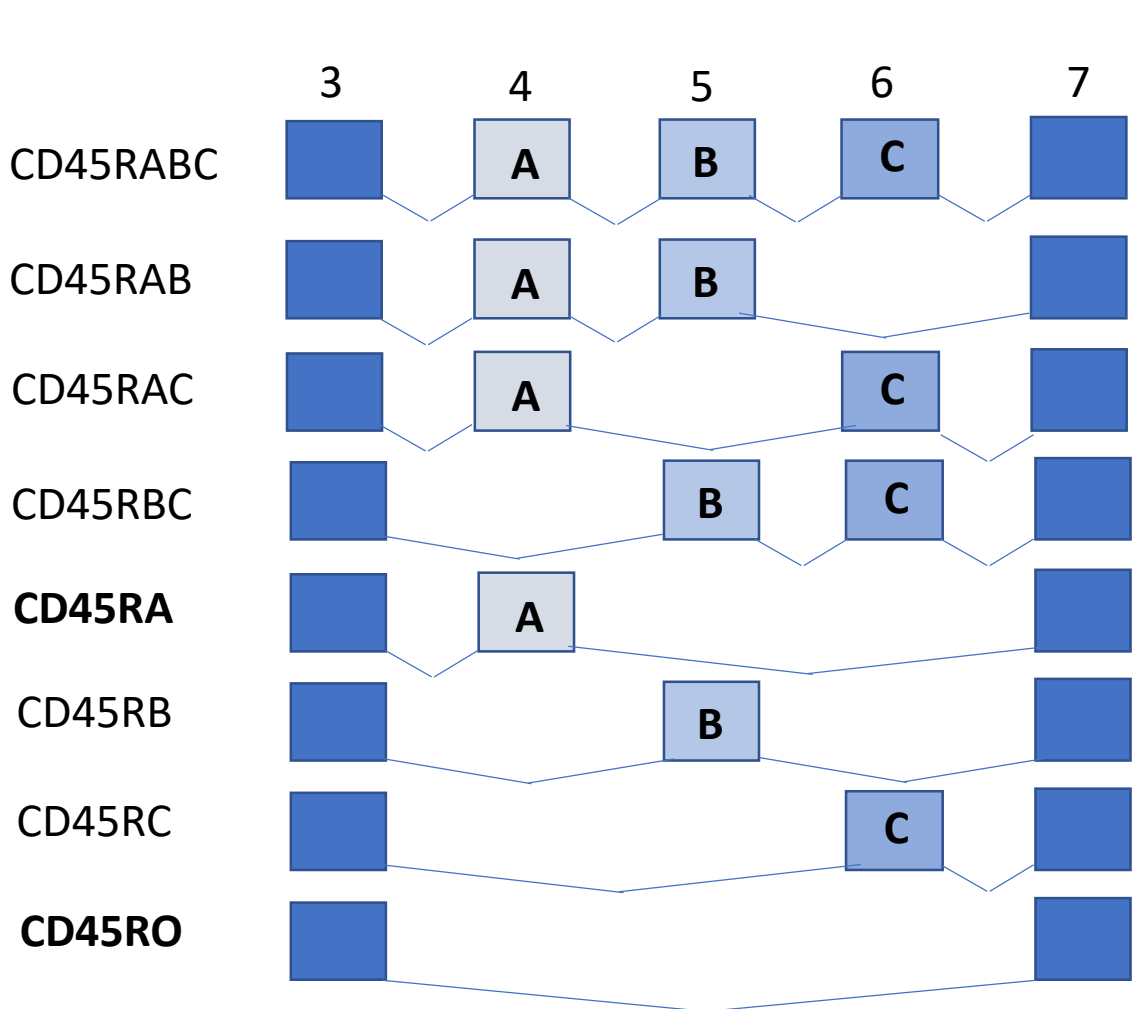 3 4 5 6 7
CD45RABC A B C
CD45RAB A B
CD45RAC A C
CD45RBC B C
CD45RA A
CD45RB B
CD45RC C
CD45RO